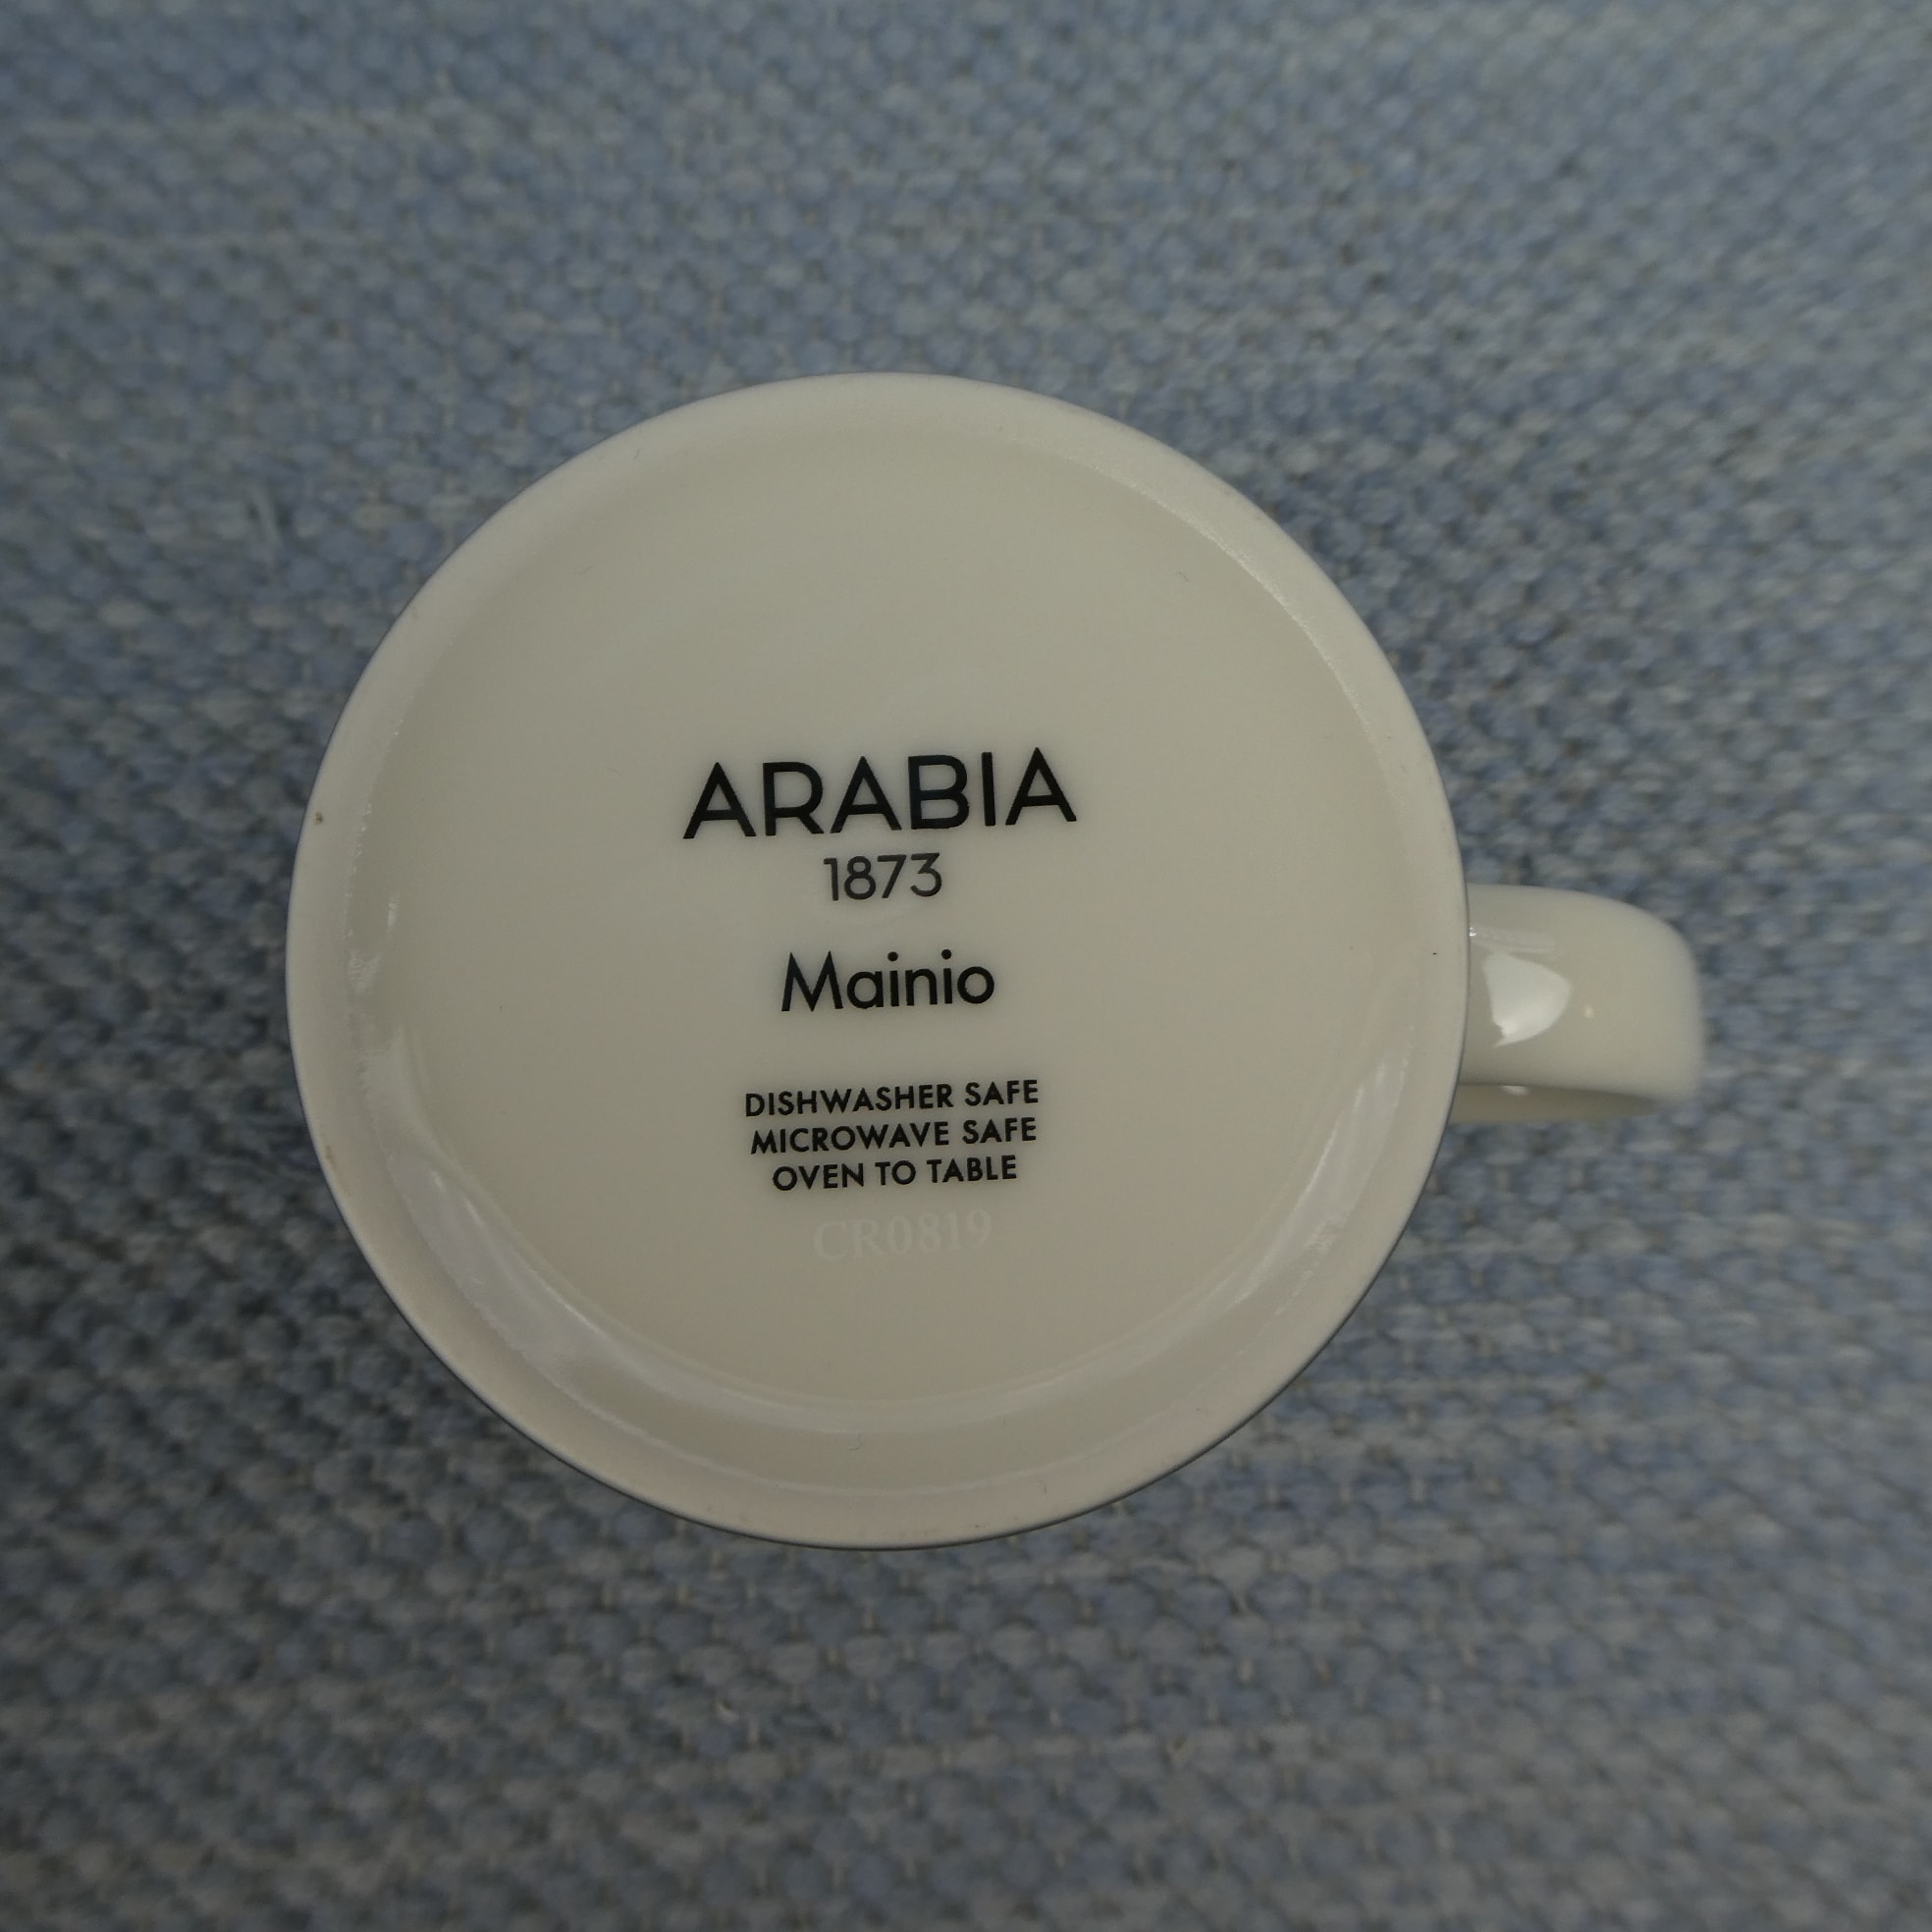 ARABIA
1873
Mainio
DISHWASHER SAFE
MICROWAVE SAFE
OVEN TO TABLE
CR0819